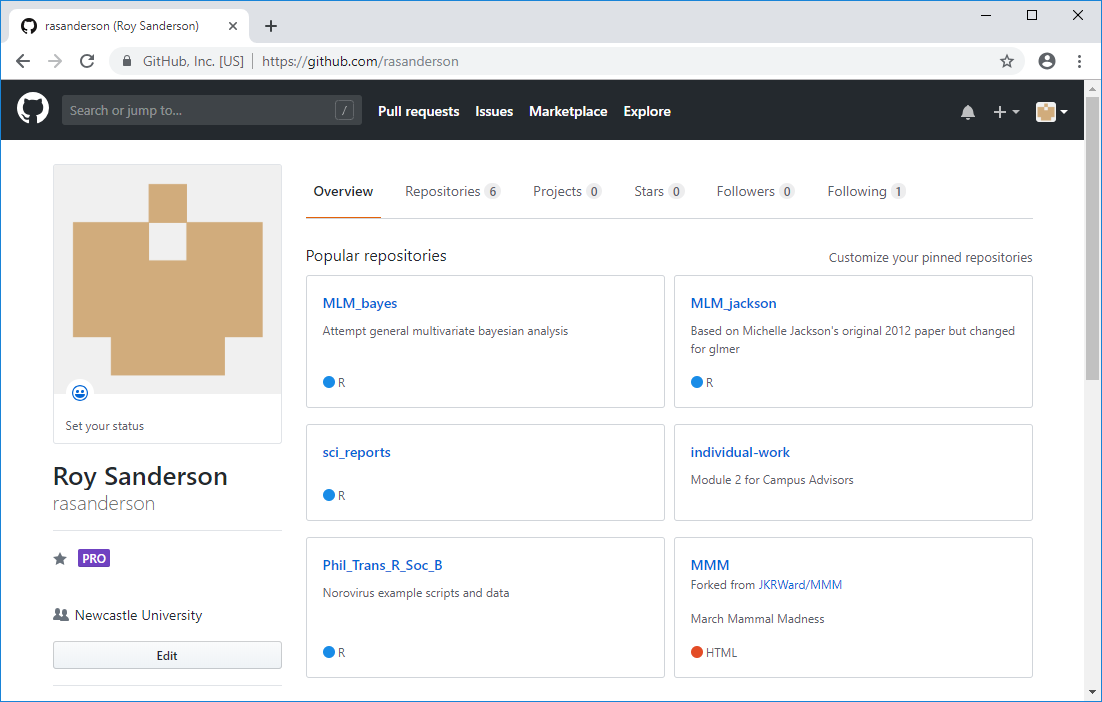 rasanderson (Roy Sanderson)
GitHub, Inc. [US] | https://github.com/rasanderson
Search or jump to... /
Pull requests Issues Marketplace Explore
Overview Repositories 6 Projects 0 Stars 0 Followers 0 Following 1
Popular repositories
Customize your pinned repositories
MLM_bayes
Attempt general multivariate bayesian analysis
R
MLM_jackson
Based on Michelle Jackson's original 2012 paper but changed
for glmer
R
sci_reports
R
individual-work
Module 2 for Campus Advisors
Phil_Trans_R_Soc_B
Norovirus example scripts and data
R
MMM
Forked from JKRWard/MMM
March Mammal Madness
HTML
Set your status
Roy Sanderson
rasanderson
PRO
Newcastle University
Edit